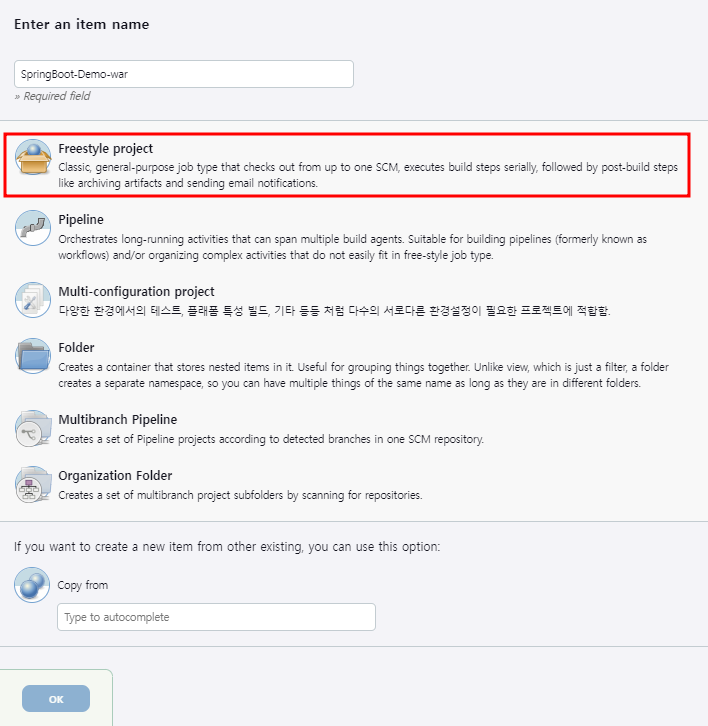 Enter an item name
SpringBoot-Demo-war
» Required field
Freestyle project
Classic, general-purpose job type that checks out from up to one SCM, executes build steps serially, followed by post-build steps
like archiving artifacts and sending email notifications.
Pipeline
Orchestrates long-running activities that can span multiple build agents. Suitable for building pipelines (formerly known as
workflows) and/or organizing complex activities that do not easily fit in free-style job type.
Multi-configuration project
다양한 환경에서의 테스트, 플래폼 특성 빌드, 기타 등등 처럼 다수의 서로다른 환경설정이 필요한 프로젝트에 적합함.
Folder
Creates a container that stores nested items in it. Useful for grouping things together. Unlike view, which is just a filter, a folder
creates a separate namespace, so you can have multiple things of the same name as long as they are in different folders.
Multibranch Pipeline
Creates a set of Pipeline projects according to detected branches in one SCM repository.
Organization Folder
Creates a set of multibranch project subfolders by scanning for repositories.
If you want to create a new item from other existing, you can use this option:
Copy from
Type to autocomplete
OK